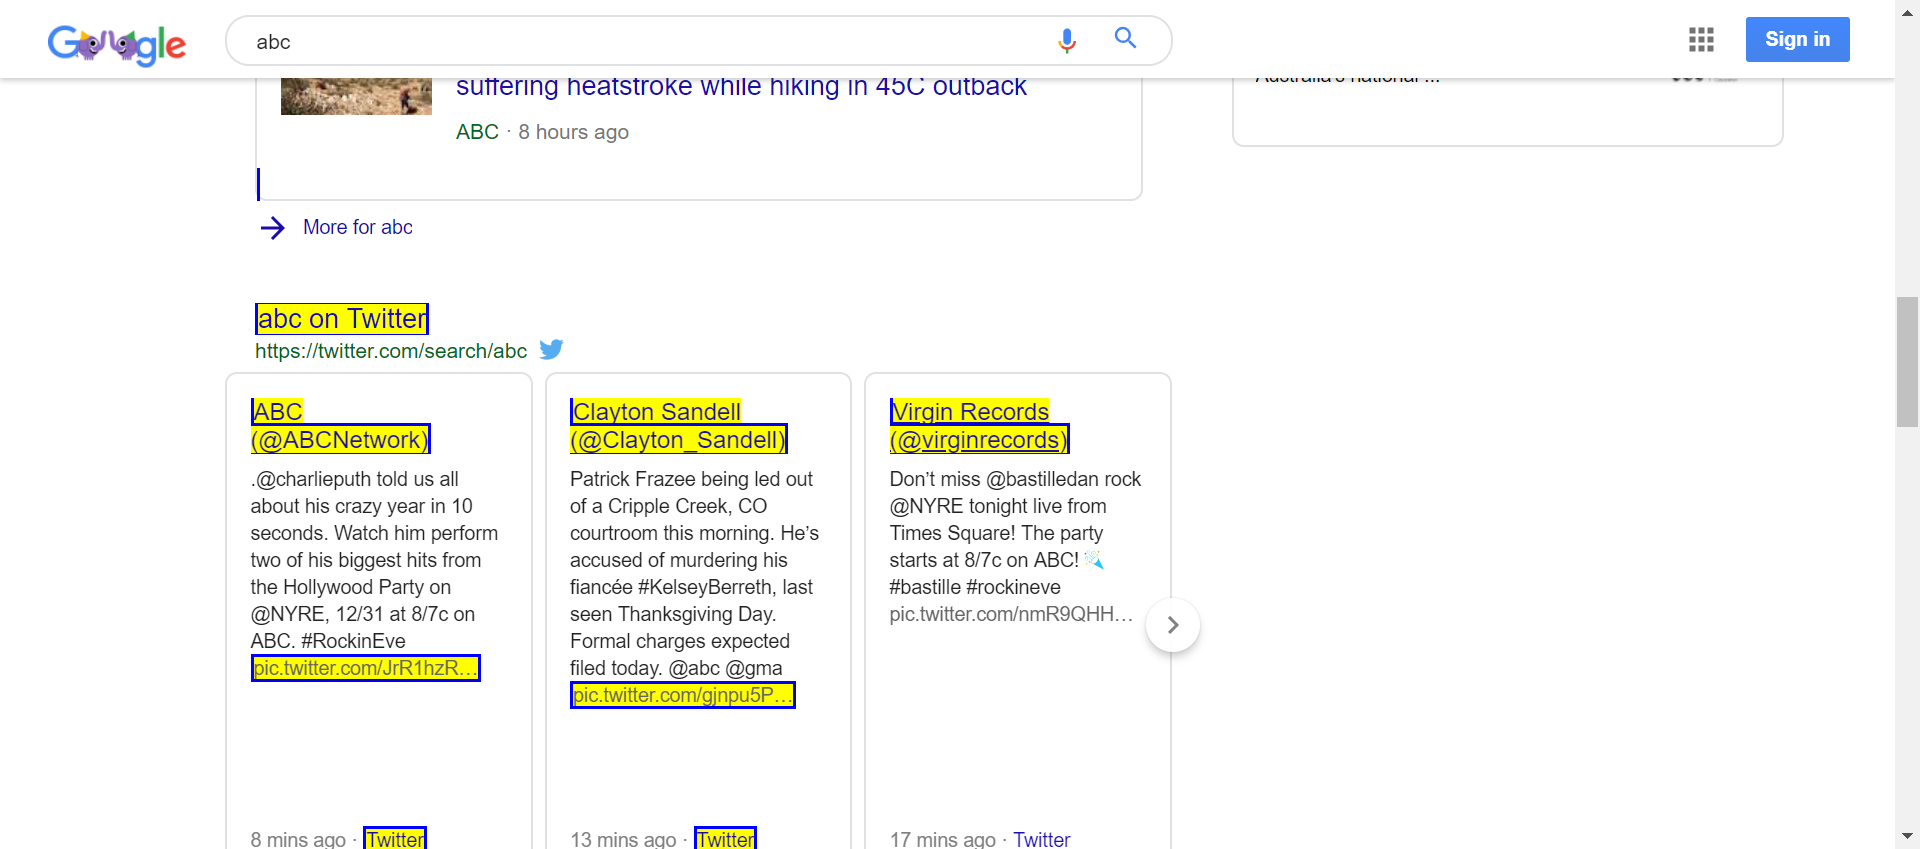 Google
abc
Sign in
suffering heatstroke while hiking in 45C outback
Australia's national ...
ABC · 8 hours ago
More for abc
abc on Twitter
https://twitter.com/search/abc
ABC
(@ABCNetwork)
.@charlieputh told us all
about his crazy year in 10
seconds. Watch him perform
two of his biggest hits from
the Hollywood Party on
@NYRE, 12/31 at 8/7c on
ABC. #RockinEve
pic.twitter.com/JrR1hzR…
8 mins ago · Twitter
Clayton Sandell
(@Clayton_Sandell)
Patrick Frazee being led out
of a Cripple Creek, CO
courtroom this morning. He’s
accused of murdering his
fiancée #KelseyBerreth, last
seen Thanksgiving Day.
Formal charges expected
filed today. @abc @gma
pic.twitter.com/gjnpu5P…
13 mins ago · Twitter
Virgin Records
(@virginrecords)
Don’t miss @bastilledan rock
@NYRE tonight live from
Times Square! The party
starts at 8/7c on ABC! 🎉
#bastille #rockineve
pic.twitter.com/nmR9QHH…
17 mins ago · Twitter